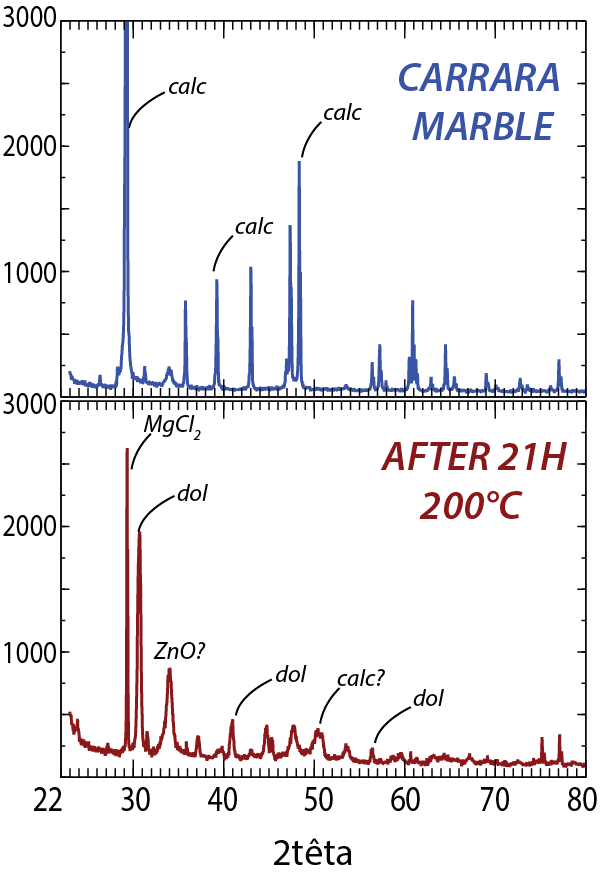 3000
2000
1000
calc
calc
calc
CARRARA
MARBLE
3000
2000
1000
MgCl2
dol
ZnO?
dol
calc?
dol
AFTER 21H
200°C
22 30 40 50 60 70 80
2têta